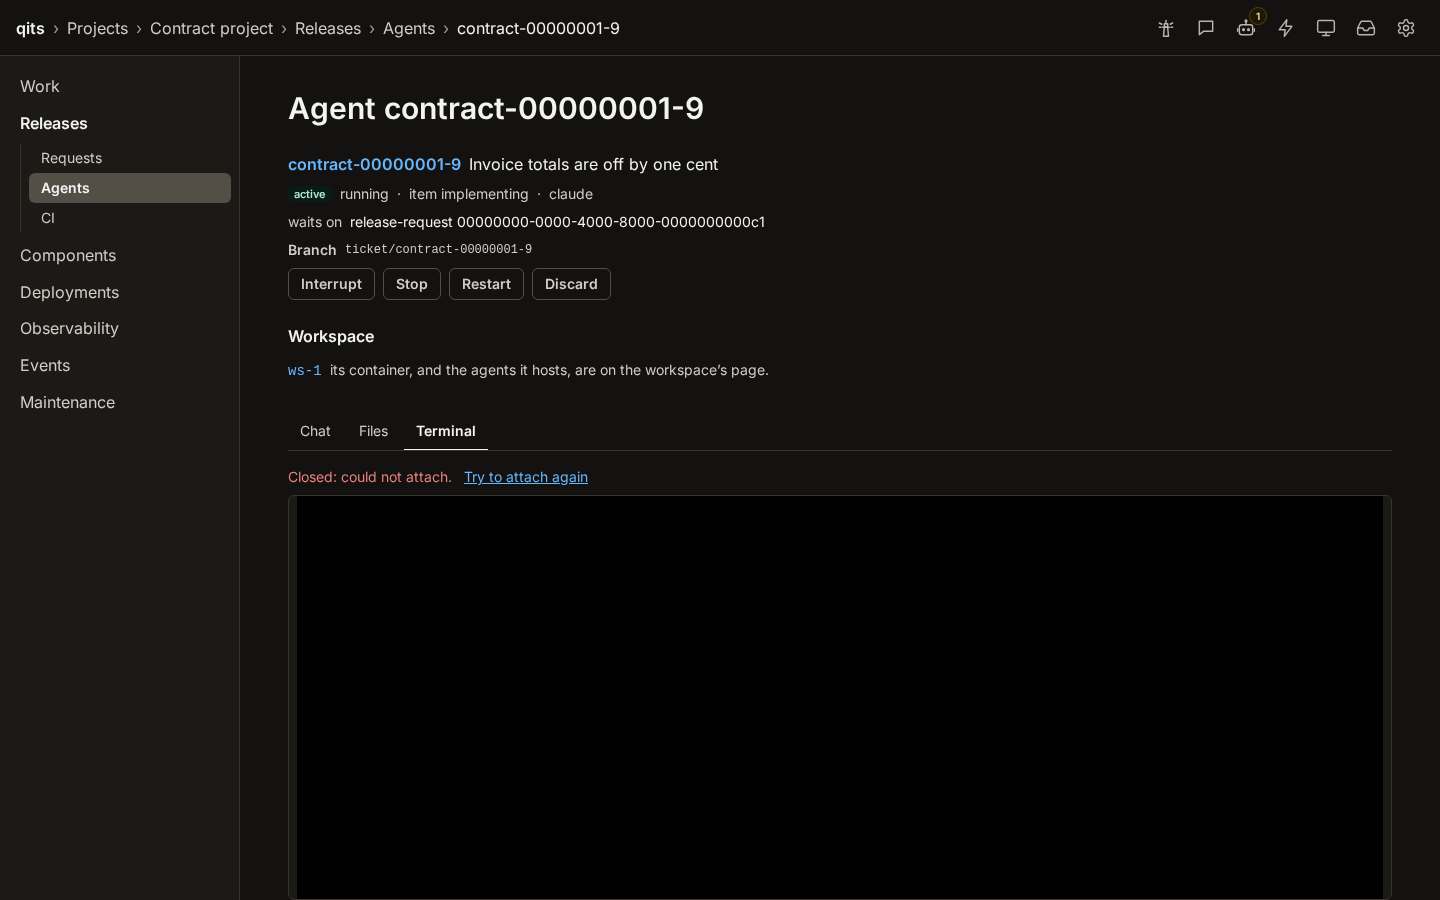 qits › Projects › Contract project › Releases › Agents › contract-00000001-9
1
Work
Releases
Requests
Agents
CI
Components
Deployments
Observability
Events
Maintenance
Agent contract-00000001-9
contract-00000001-9 Invoice totals are off by one cent
active running · item implementing · claude
waits on release-request 00000000-0000-4000-8000-0000000000c1
Branch ticket/contract-00000001-9
Interrupt Stop Restart Discard
Workspace
ws-1 its container, and the agents it hosts, are on the workspace’s page.
Chat Files Terminal
Closed: could not attach. Try to attach again